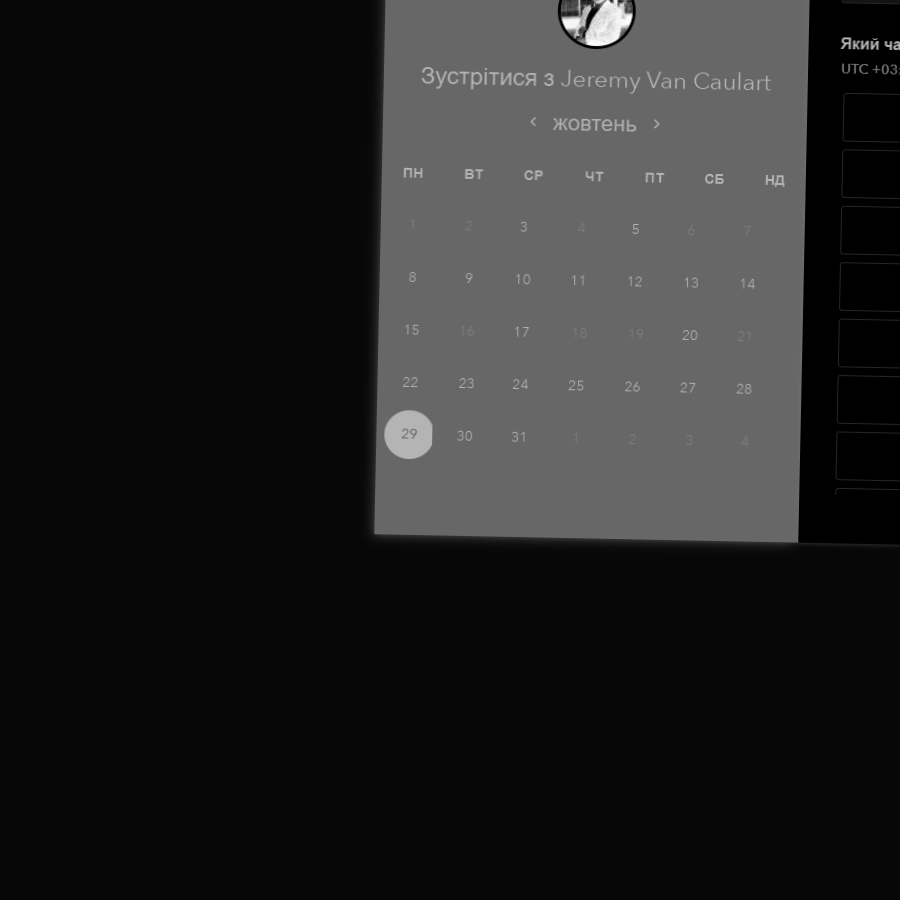 Зустрітися з Jeremy Van Caulart
жовтень
ПН ВТ СР ЧТ ПТ СБ НД
1 2 3 4 5 6 7
8 9 10 11 12 13 14
15 16 17 18 19 20 21
22 23 24 25 26 27 28
29 30 31 1 2 3 4
Який ча
UTC +03: